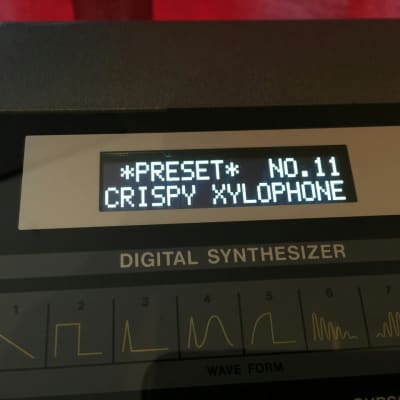 *PRESET* NO.11
CRISPY XYLOPHONE
DIGITAL SYNTHESIZER
1 2 3 4 5 6 7
WAVE FORM